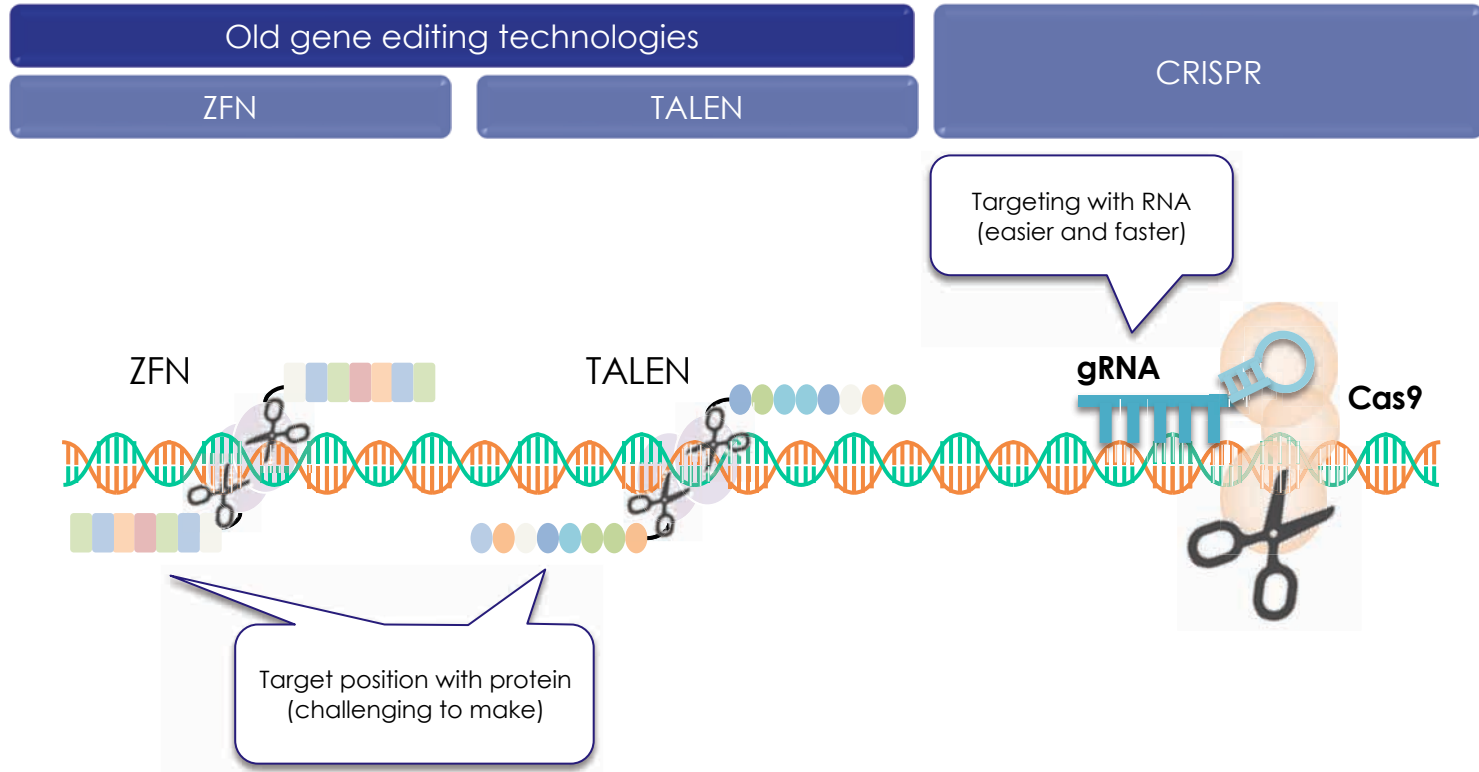 Old gene editing technologies
CRISPR
ZFN
TALEN
Targeting with RNA
(easier and faster)
ZFN
TALEN
gRNA
Cas9
Target position with protein
(challenging to make)